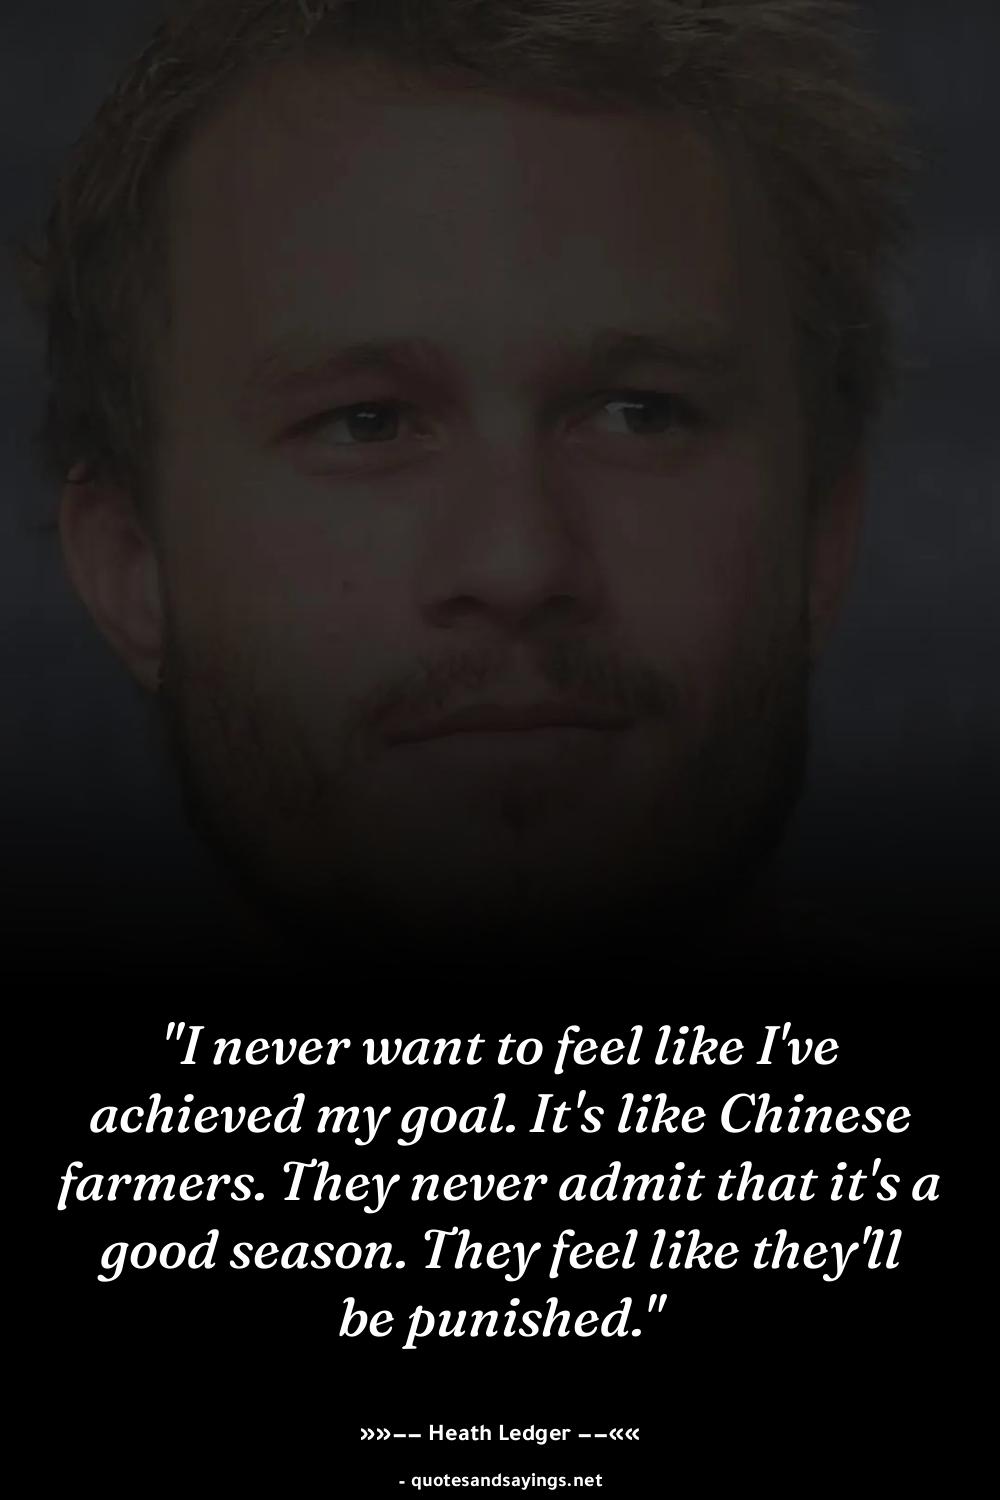 "I never want to feel like I've
achieved my goal. It's like Chinese
farmers. They never admit that it's a
good season. They feel like they'll
be punished."
»»–– Heath Ledger ––««
- quotesandsayings.net